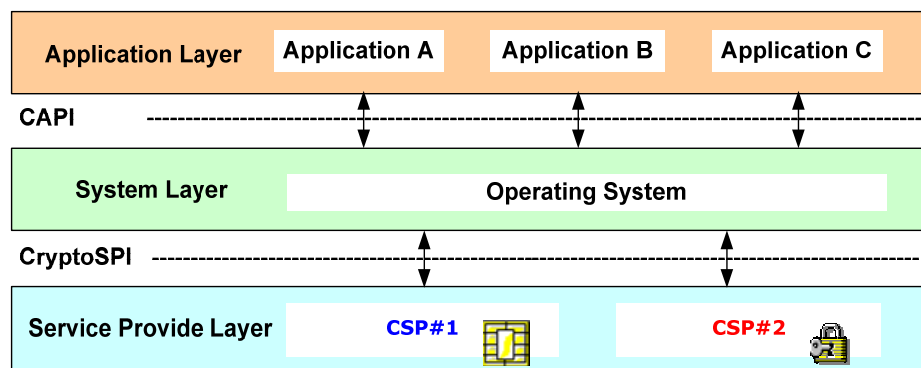 Application Layer
Application A
Application B
Application C
CAPI
System Layer
Operating System
CryptoSPI
Service Provide Layer
CSP#1
CSP#2